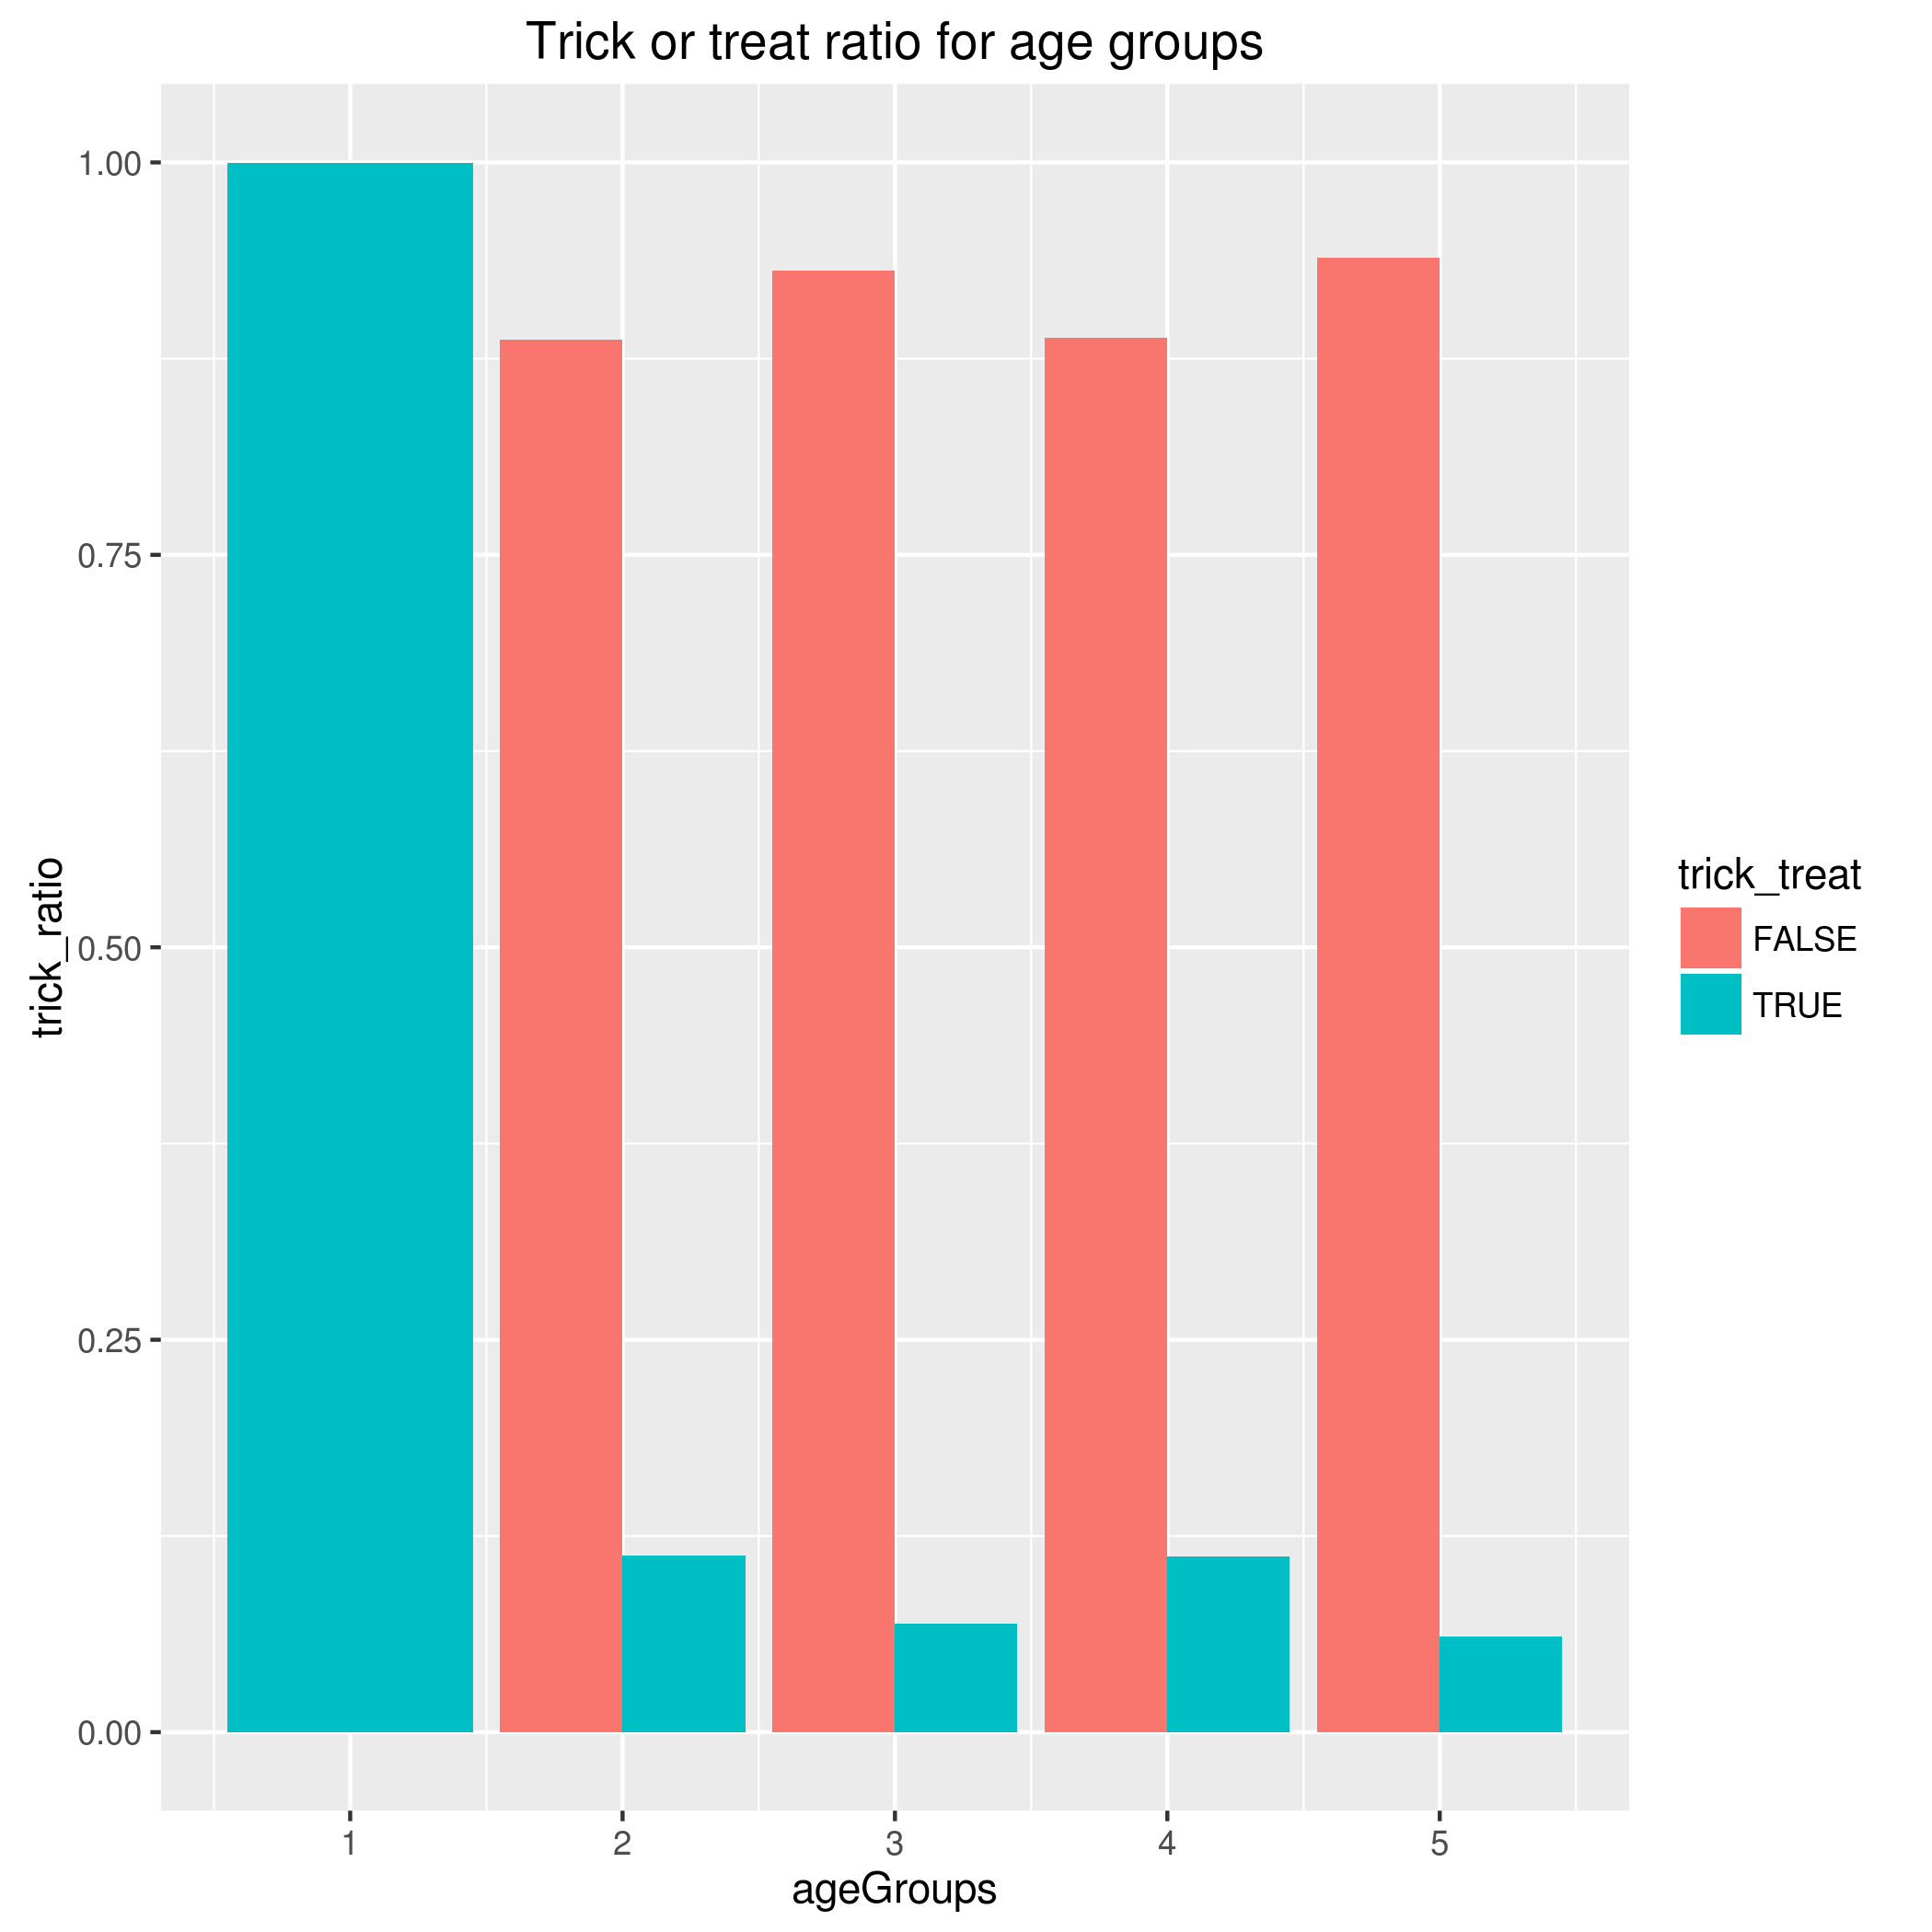 Trick or treat ratio for age groups
trick_ratio
1.00
0.75
0.50
0.25
0.00
1 2 3 4 5
ageGroups
trick_treat
FALSE
TRUE